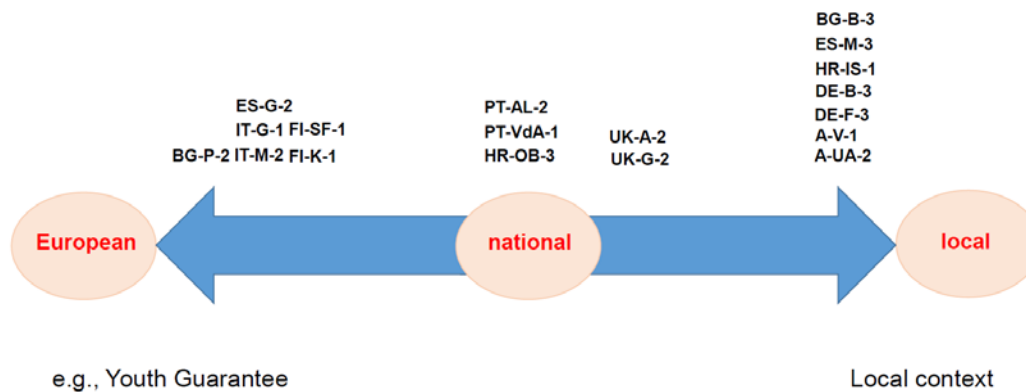 BG-B-3
ES-M-3
HR-IS-1
DE-B-3
DE-F-3
A-V-1
A-UA-2
ES-G-2
IT-G-1 FI-SF-1
BG-P-2 IT-M-2 FI-K-1
PT-AL-2
PT-VdA-1
HR-OB-3
UK-A-2
UK-G-2
European
national
local
e.g., Youth Guarantee
Local context